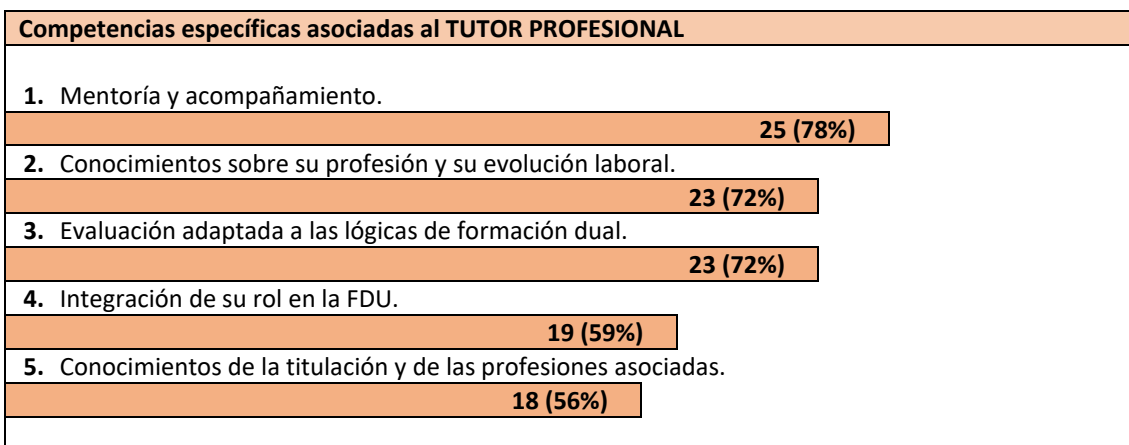 Competencias específicas asociadas al TUTOR PROFESIONAL
1. Mentoría y acompañamiento.
25 (78%)
2. Conocimientos sobre su profesión y su evolución laboral.
23 (72%)
3. Evaluación adaptada a las lógicas de formación dual.
23 (72%)
4. Integración de su rol en la FDU.
19 (59%)
5. Conocimientos de la titulación y de las profesiones asociadas.
18 (56%)